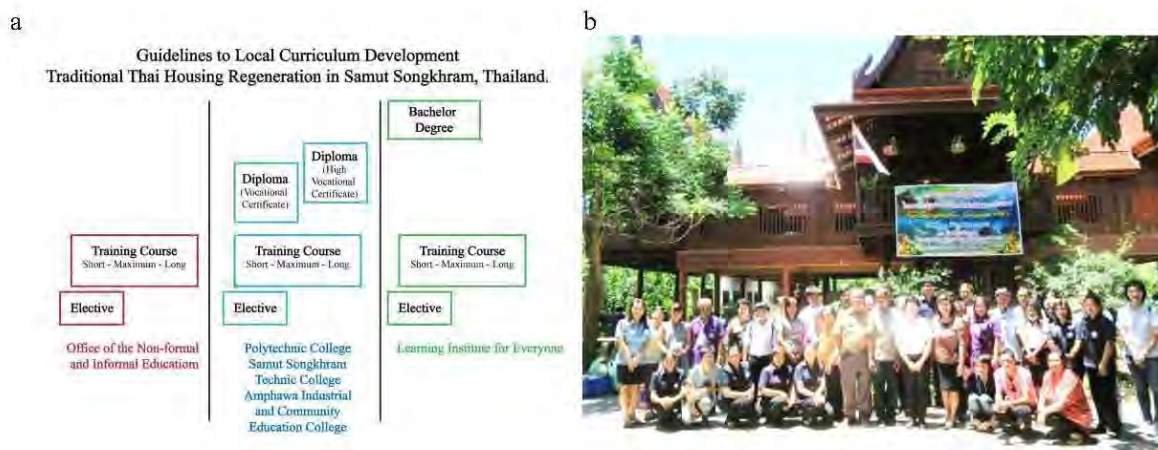 a
b
Guidelines to Local Curriculum Development
Traditional Thai Housing Regeneration in Samut Songkhram, Thailand.
Bachelor
Degree
Diploma
(High
Vocational
Certificate)
Diploma
(Vocational
Certificate)
Training Course
Short - Maximum - Long
Training Course
Short - Maximum - Long
Training Course
Short - Maximum - Long
Elective
Elective
Elective
Office of the Non-formal
and Informal Education
Polytechnic College
Samut Songkhram
Technic College
Amphawa Industrial
and Community
Education College
Learning Institute for Everyone